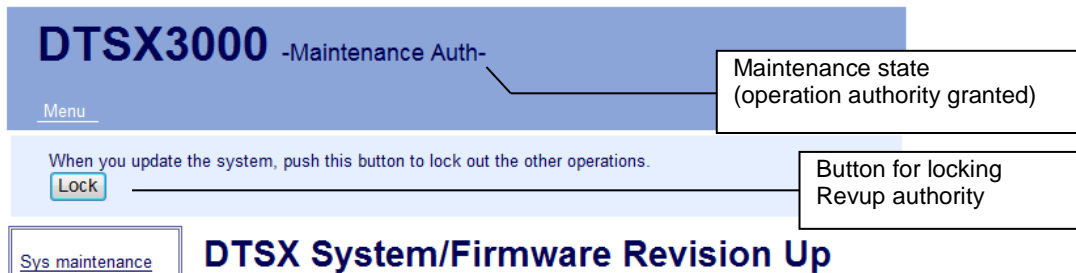 DTSX3000 -Maintenance Auth-
Maintenance state
(operation authority granted)
Menu
When you update the system, push this button to lock out the other operations.
Lock
Button for locking
Revup authority
Sys maintenance
DTSX System/Firmware Revision Up